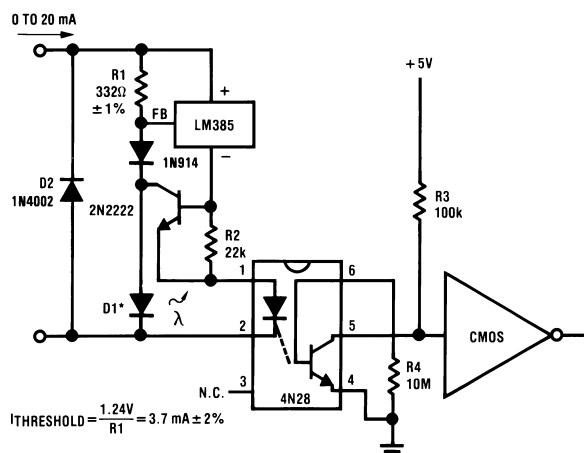 0 TO 20 mA
R1
332Ω
±1%
FB
+
LM385
−
+5V
1N914
D2
1N4002
2N2222
R2
22k
R3
100k
D1*
λ
1
2
3
N.C.
6
5
4
4N28
R4
10M
CMOS
ITHRESHOLD = 1.24V / R1 = 3.7 mA ± 2%